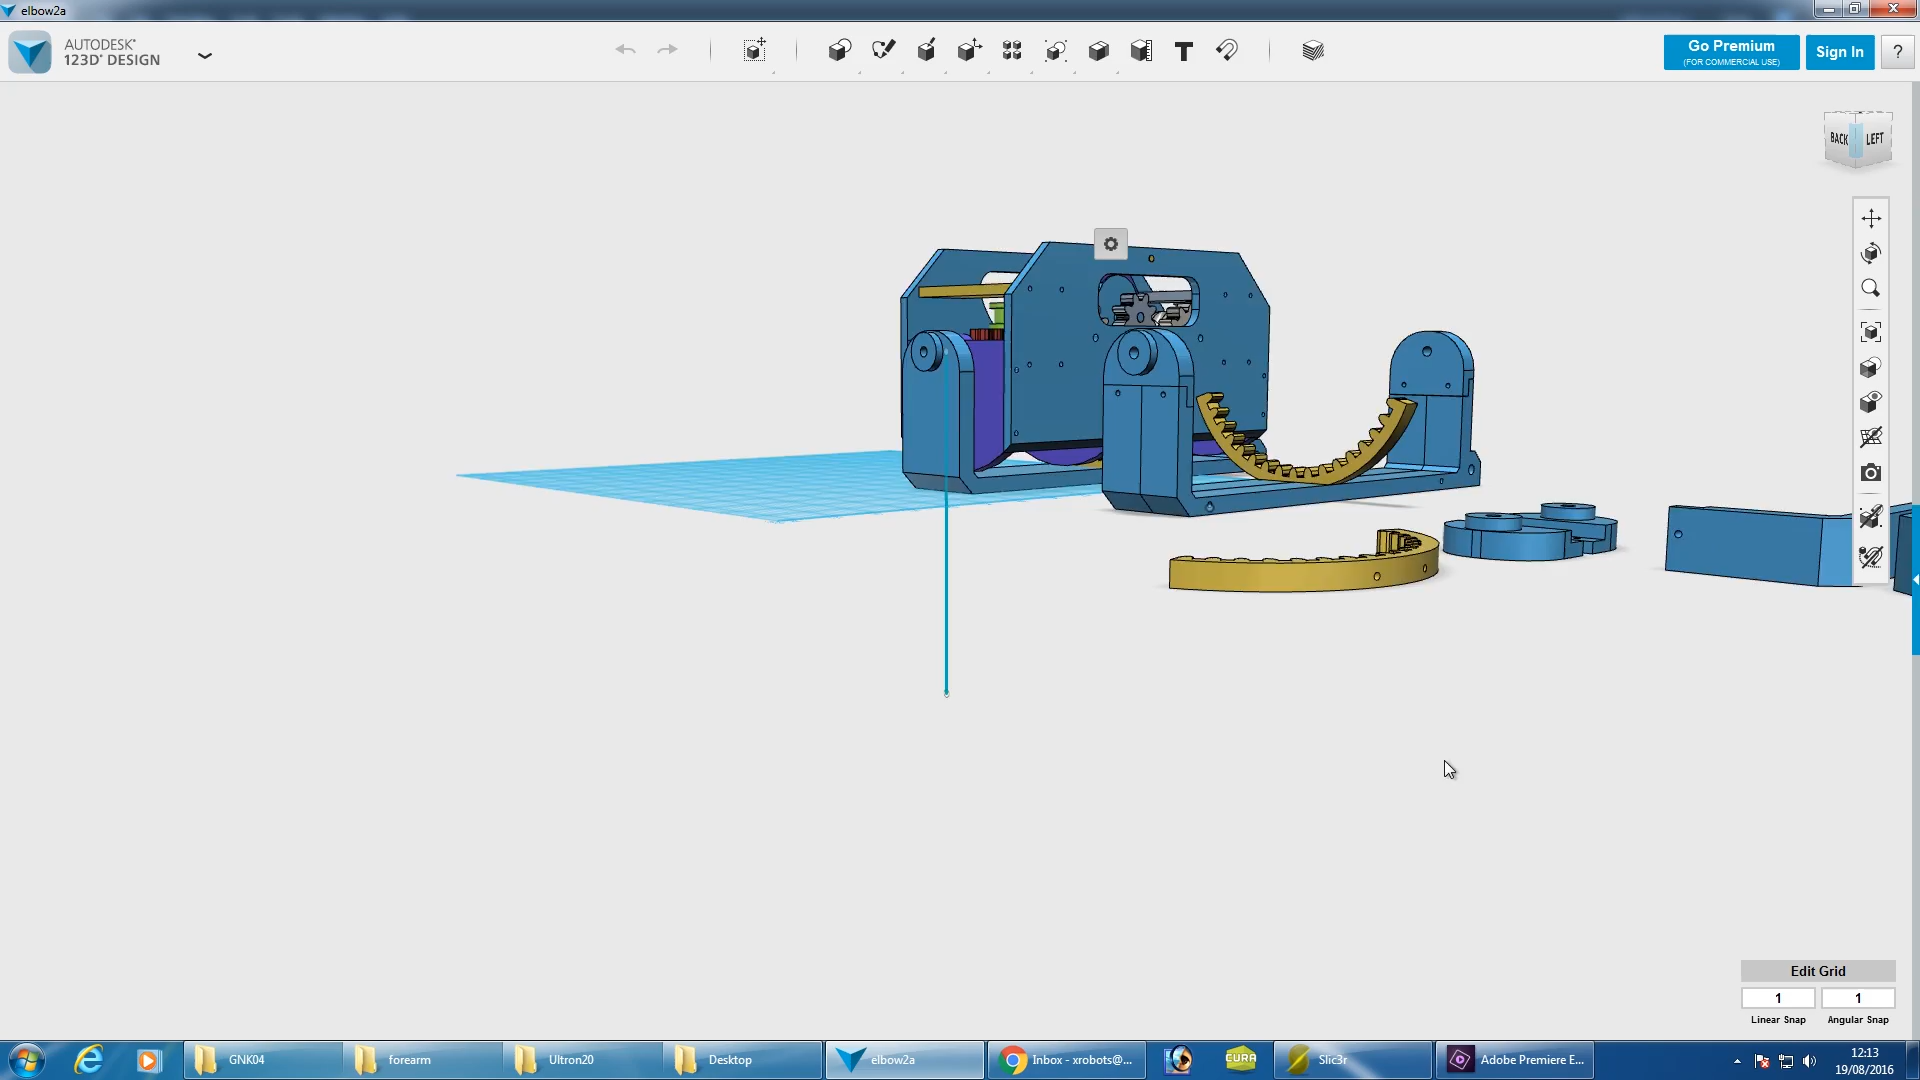 elbow2a
AUTODESK®
123D® DESIGN
T
Go Premium
(FOR COMMERCIAL USE)
Sign In
?
BACK
LEFT
Edit Grid
1
1
Linear Snap
Angular Snap
GNK04
forearm
Ultron20
Desktop
elbow2a
Inbox - xrobots@...
CURA
Slic3r
Adobe Premiere E...
12:13
19/08/2016